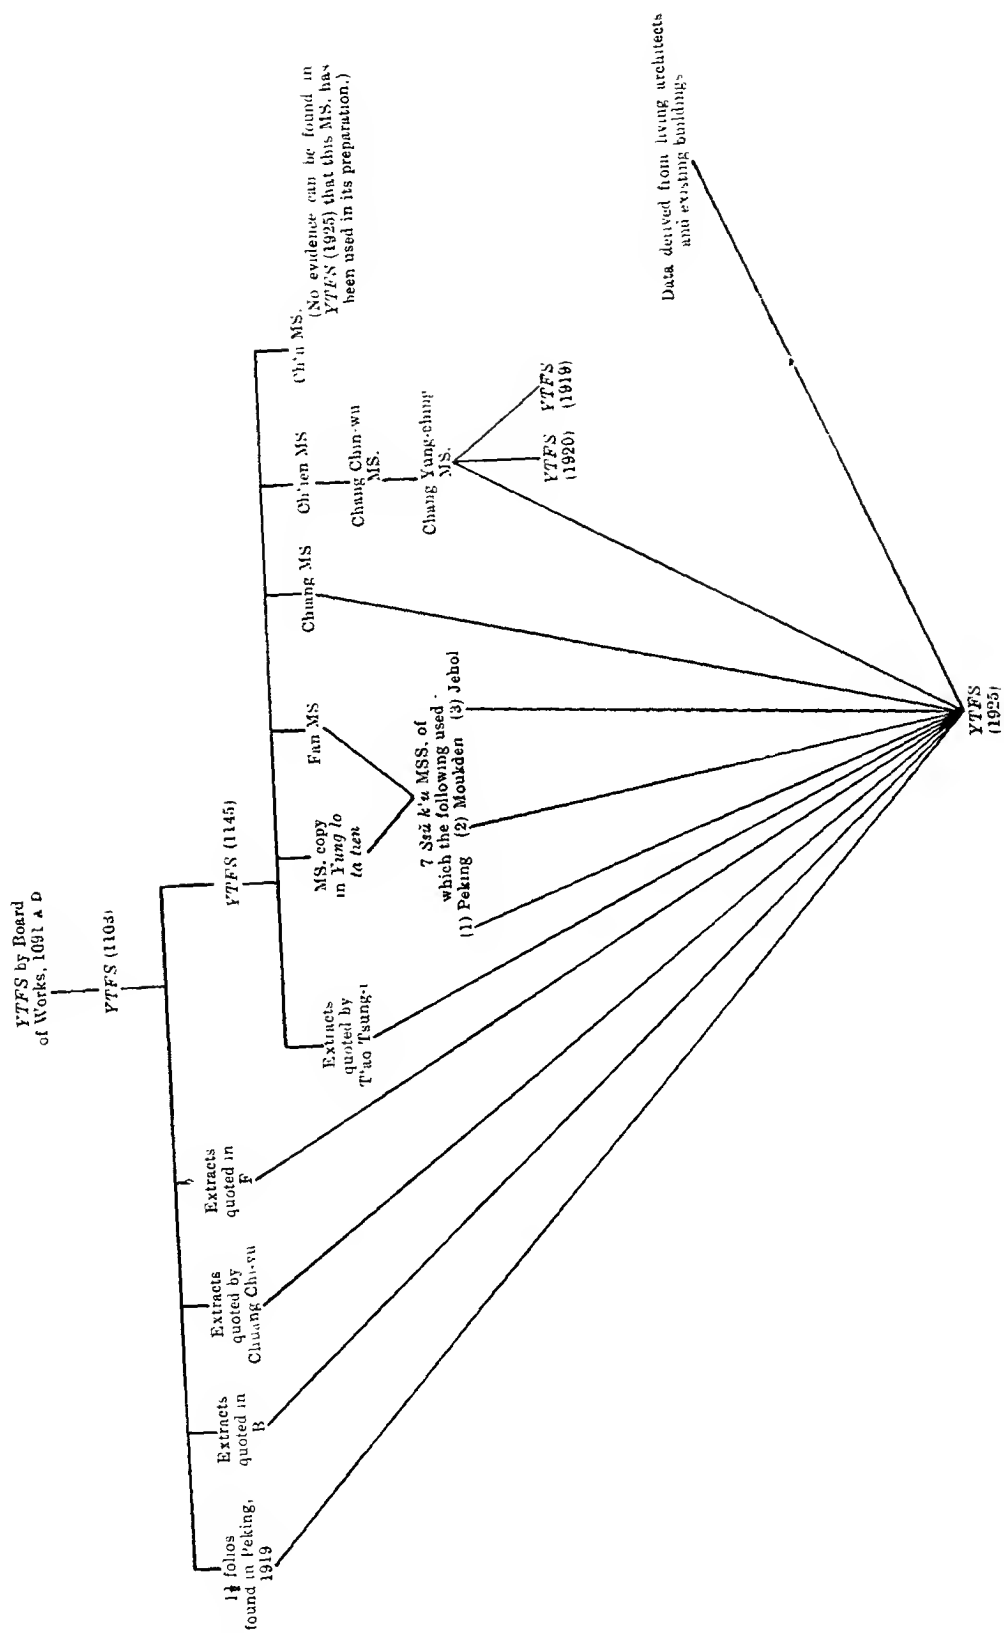 YTFS by Board
of Works, 1091 A D
YTFS (1103)
YTFS (1145)
folios
found in Peking,
1919
Extracts
quoted in
B
Extracts
quoted by
Chuang Chi-yu
Extracts
quoted in
F
Extracts
quoted by
T'ao Tsung-i
MS. copy
in Yung lo
ta tien
Fan MS
Chang MS
Ch'ien MS
Ch'ü MS.
(No evidence can be found in
YTFS (1925) that this MS. has
been used in its preparation.)
Chang Chin-wu
MS.
Chang Yung-ching
MS.
7 Ssŭ k'u MSS. of
which the following used
(1) Peking (2) Moukden (3) Jehol
YTFS
(1920)
YTFS
(1919)
Data derived from living architects
and existing buildings
YTFS
(1925)